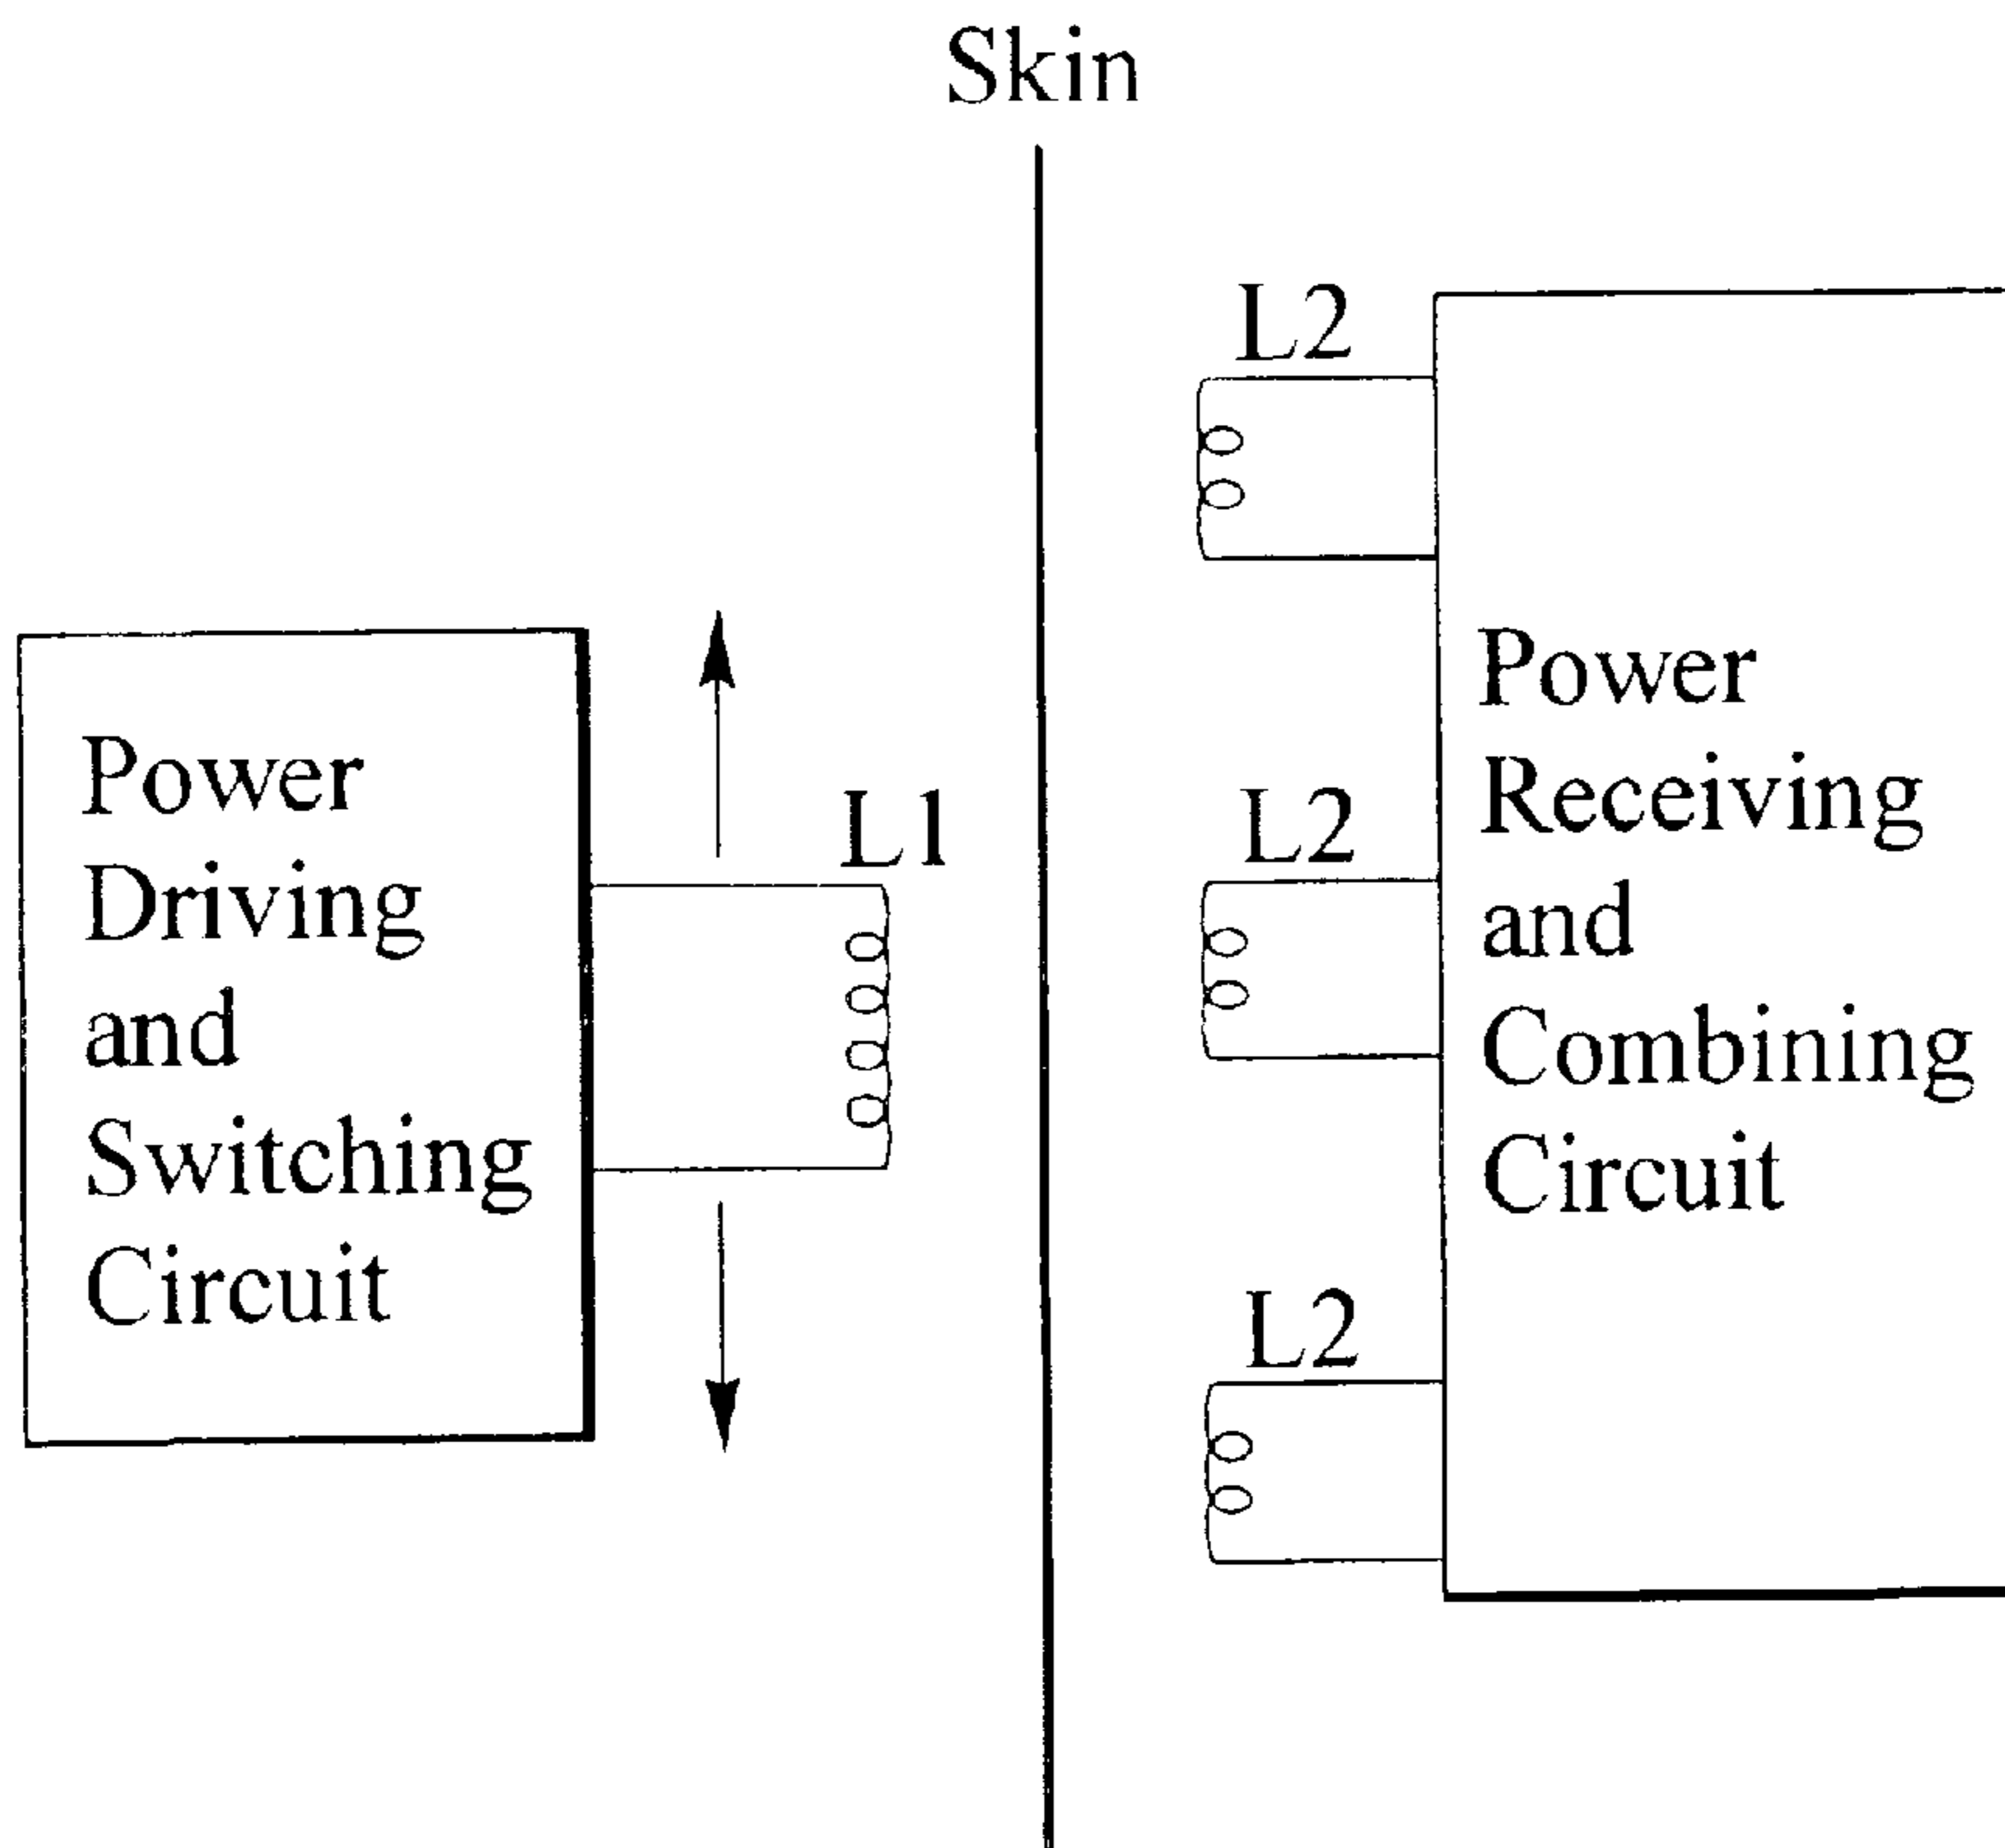 Skin
L2
Power
Driving
and
Switching
Circuit
L1
L2
L2
Power
Receiving
and
Combining
Circuit